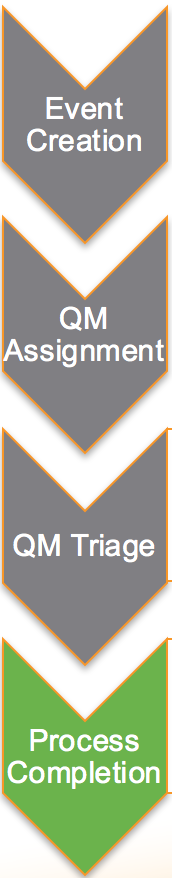 Event
Creation
QM
Assignment
QM Triage
Process
Completion